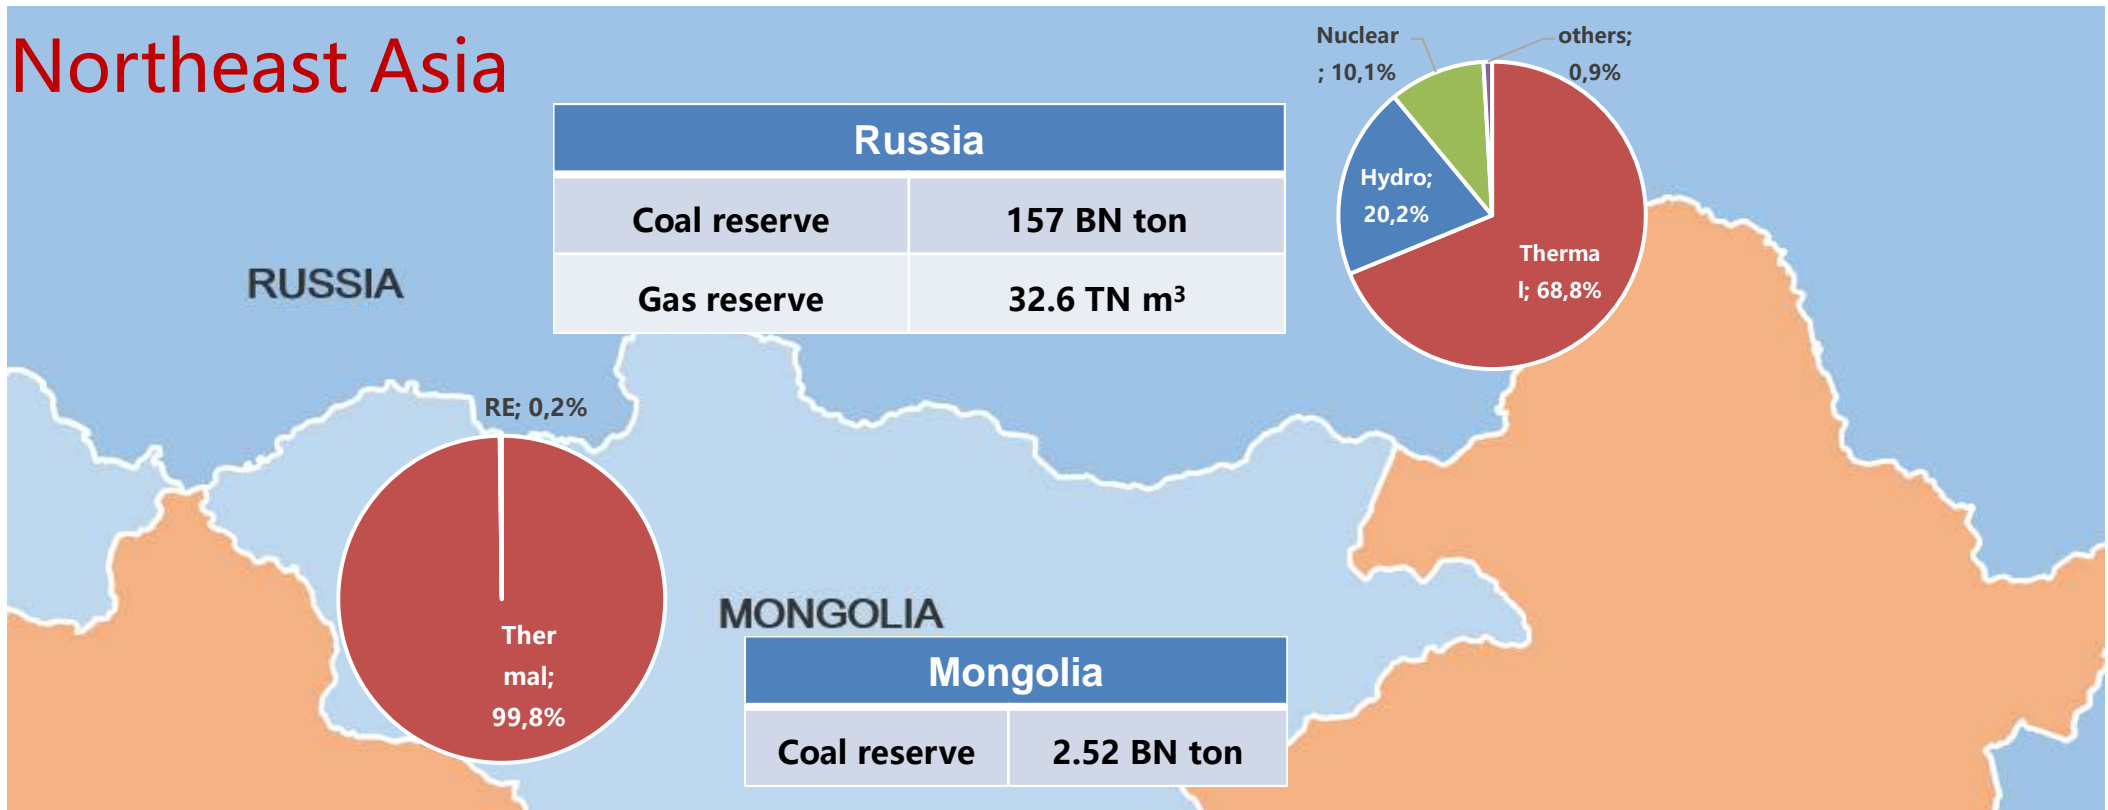 Northeast Asia
Nuclear
; 10,1%
others;
0,9%
Russia
Coal reserve 157 BN ton
Gas reserve 32.6 TN m³
Hydro;
20,2%
Therma
l; 68,8%
RUSSIA
RE; 0,2%
Ther
mal;
99,8%
MONGOLIA
Mongolia
Coal reserve 2.52 BN ton